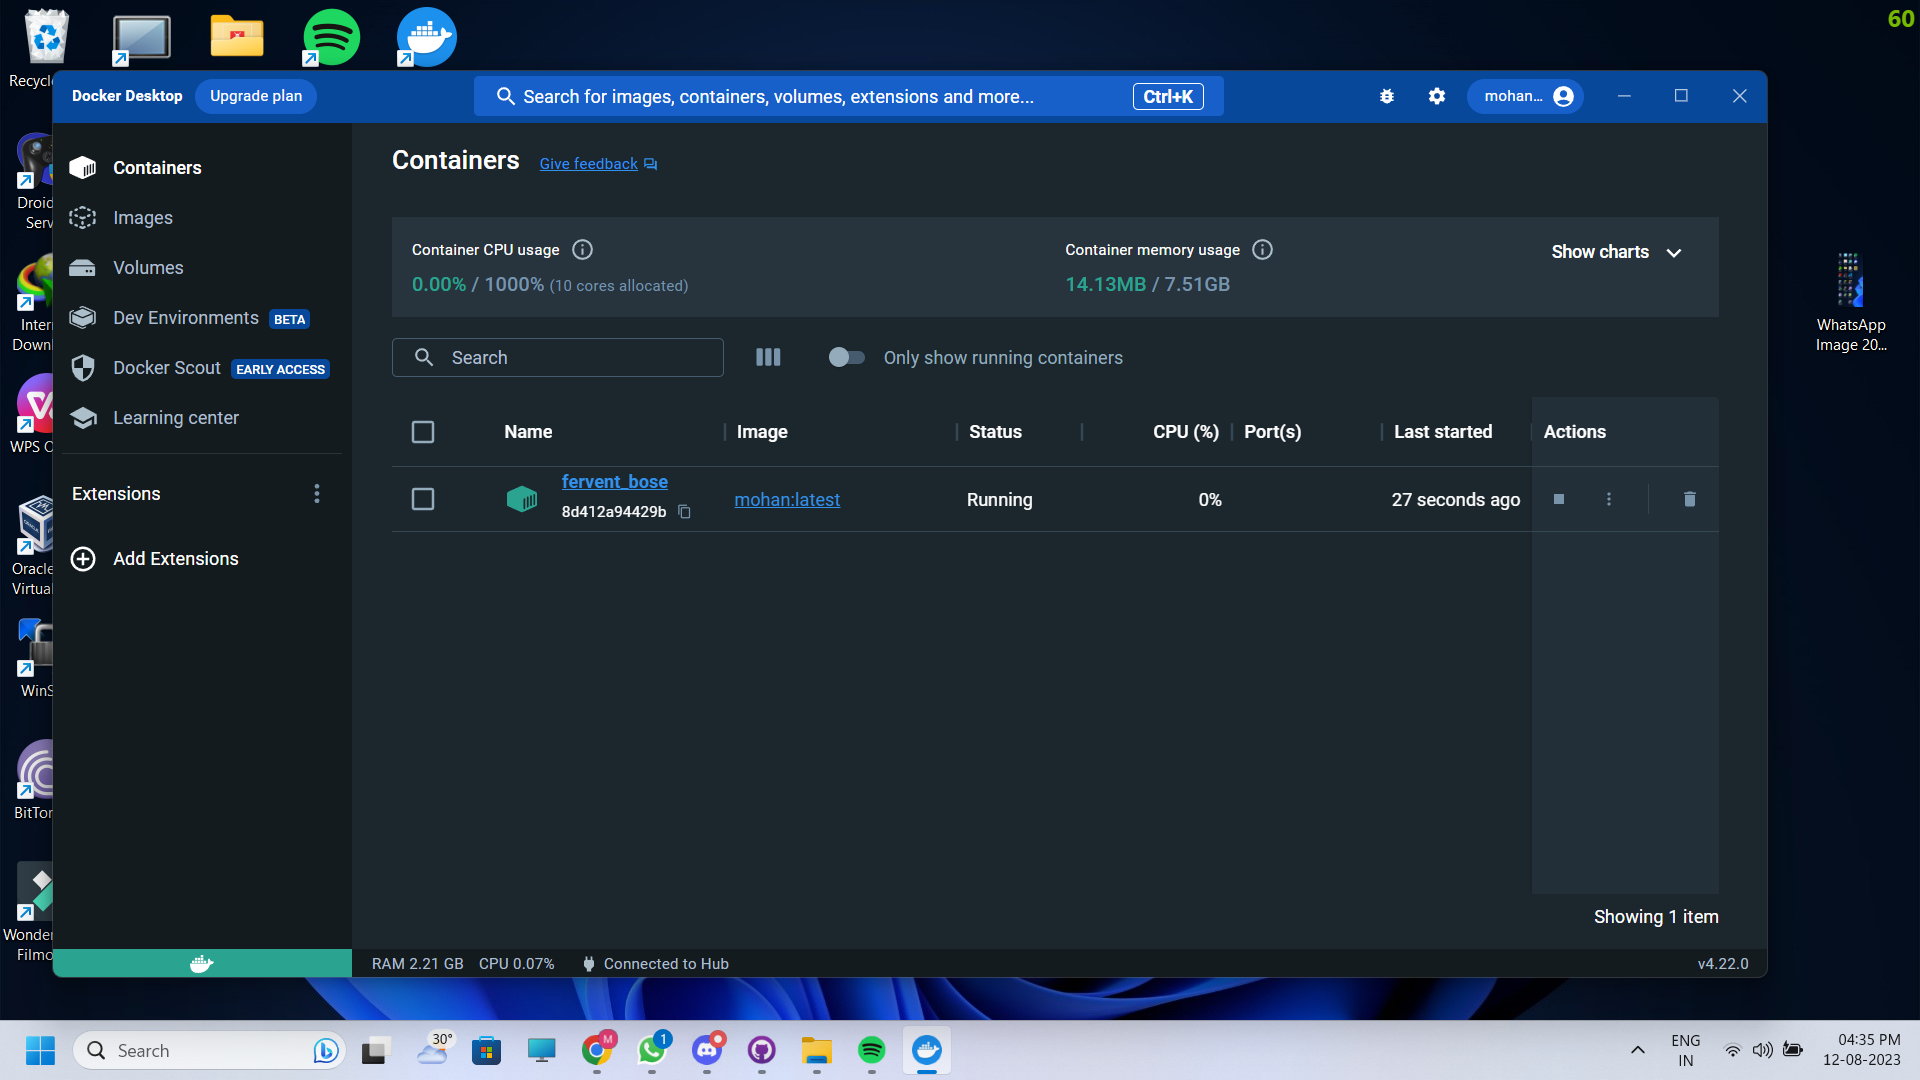 60
Recycl
Docker Desktop
Upgrade plan
Search for images, containers, volumes, extensions and more...
Ctrl+K
mohan...
Containers
Images
Volumes
Dev Environments BETA
Docker Scout EARLY ACCESS
Learning center
Extensions
Add Extensions
Containers
Give feedback
Container CPU usage
0.00% / 1000% (10 cores allocated)
Container memory usage
14.13MB / 7.51GB
Show charts
Search
Only show running containers
Name Image Status CPU (%) Port(s) Last started Actions
fervent_bose
8d412a94429b
mohan:latest
Running
0%
27 seconds ago
Showing 1 item
RAM 2.21 GB CPU 0.07% Connected to Hub
v4.22.0
Droid
Serv
Inter
Downl
WPS O
Oracle
Virtual
WinS
BitTor
Wonder
Filmo
WhatsApp
Image 20...
Search
30°
M
1
ENG
IN
04:35 PM
12-08-2023